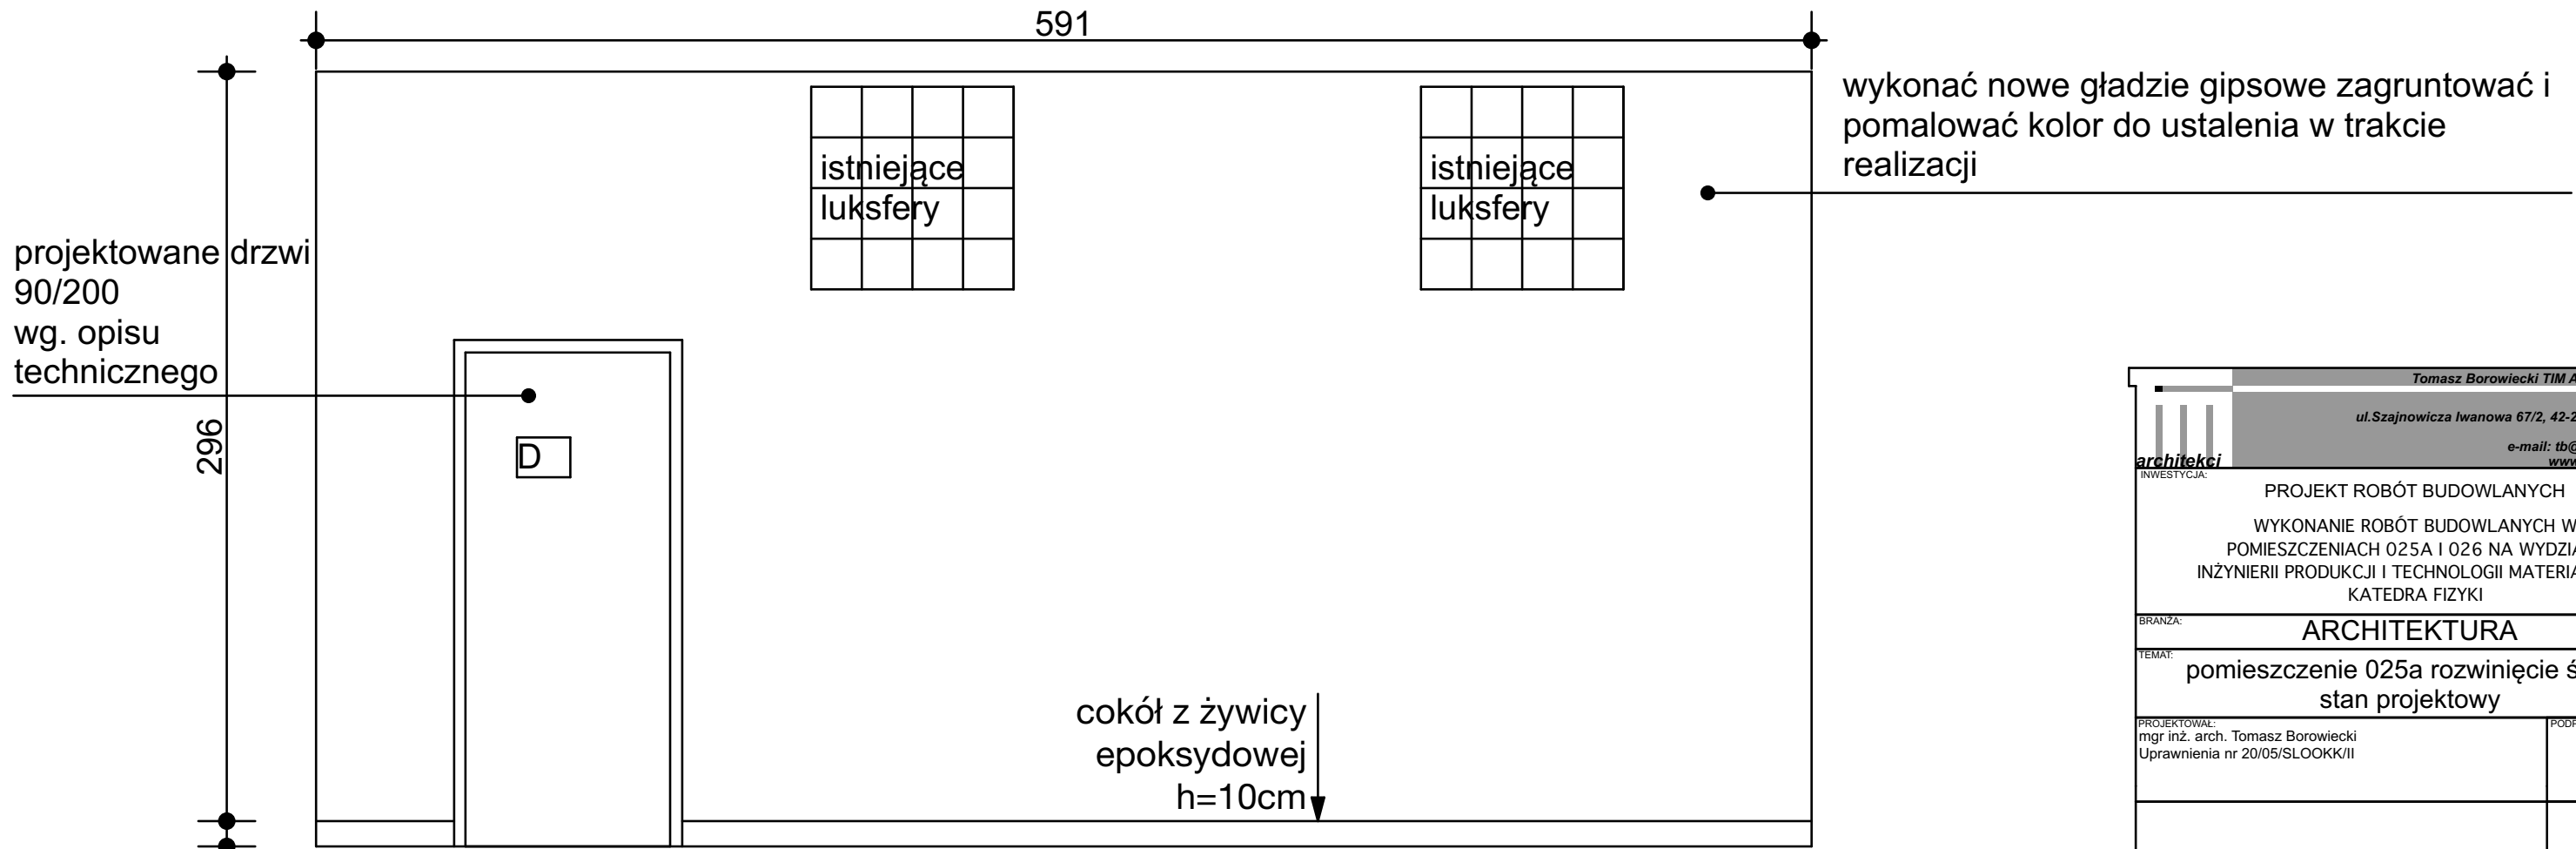 591
wykonać nowe gładzie gipsowe zagruntować i
pomalować kolor do ustalenia w trakcie
realizacji
istniejące
luksfery
istniejące
luksfery
projektowane drzwi
90/200
wg. opisu
technicznego
296
D
cokół z żywicy
epoksydowej
h=10cm
Tomasz Borowiecki TIM A
ul.Szajnowicza Iwanowa 67/2, 42-2
e-mail: tb@
www
architekci
INWESTYCJA:
PROJEKT ROBÓT BUDOWLANYCH
WYKONANIE ROBÓT BUDOWLANYCH W
POMIESZCZENIACH 025A I 026 NA WYDZIA
INŻYNIERII PRODUKCJI I TECHNOLOGII MATERIA
KATEDRA FIZYKI
BRANŻA:
ARCHITEKTURA
TEMAT:
pomieszczenie 025a rozwinięcie ś
stan projektowy
PROJEKTOWAŁ:
mgr inż. arch. Tomasz Borowiecki
Uprawnienia nr 20/05/SLOOKK/II